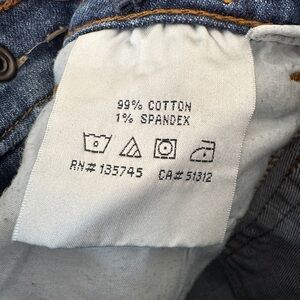 99% COTTON
1% SPANDEX
RN# 135745 CA# 51312